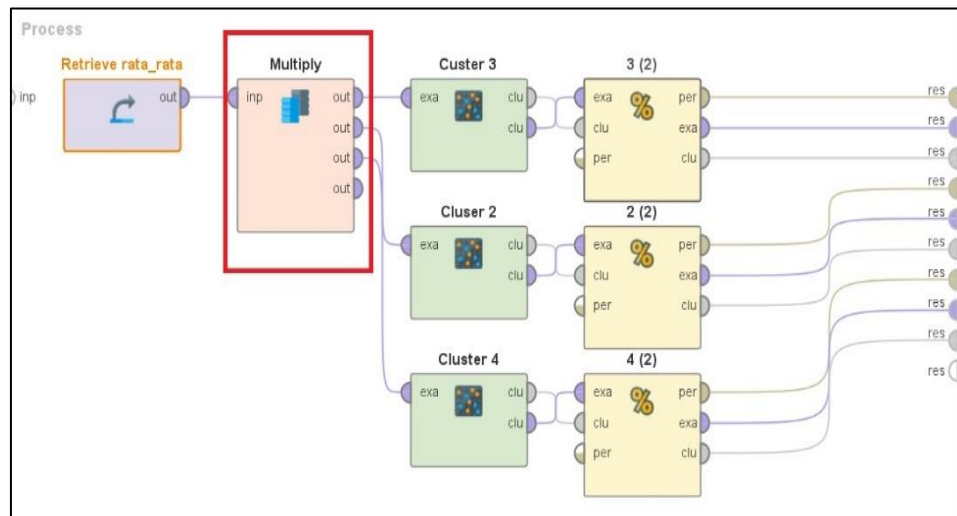 Process
Retrieve rata_rata
Multiply
Custer 3
3 (2)
inp
out
inp
out
out
out
out
exa
clu
clu
exa
clu
per
per
exa
clu
res
res
res
Cluser 2
2 (2)
exa
clu
clu
exa
clu
per
per
exa
clu
res
res
res
Cluster 4
4 (2)
exa
clu
clu
exa
clu
per
per
exa
clu
res
res
res
res